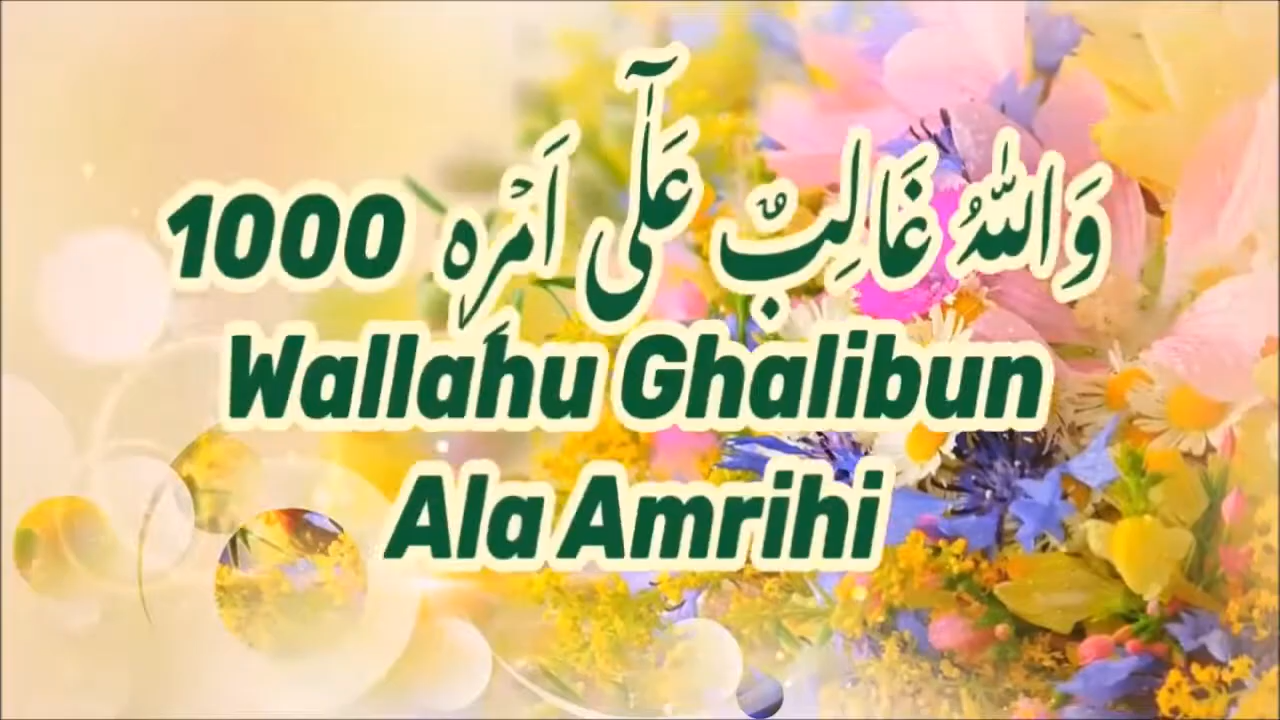 وَاللّٰهُ غَالِبٌ عَلٰٓى اَمْرِهٖ 1000
Wallahu Ghalibun
Ala Amrihi